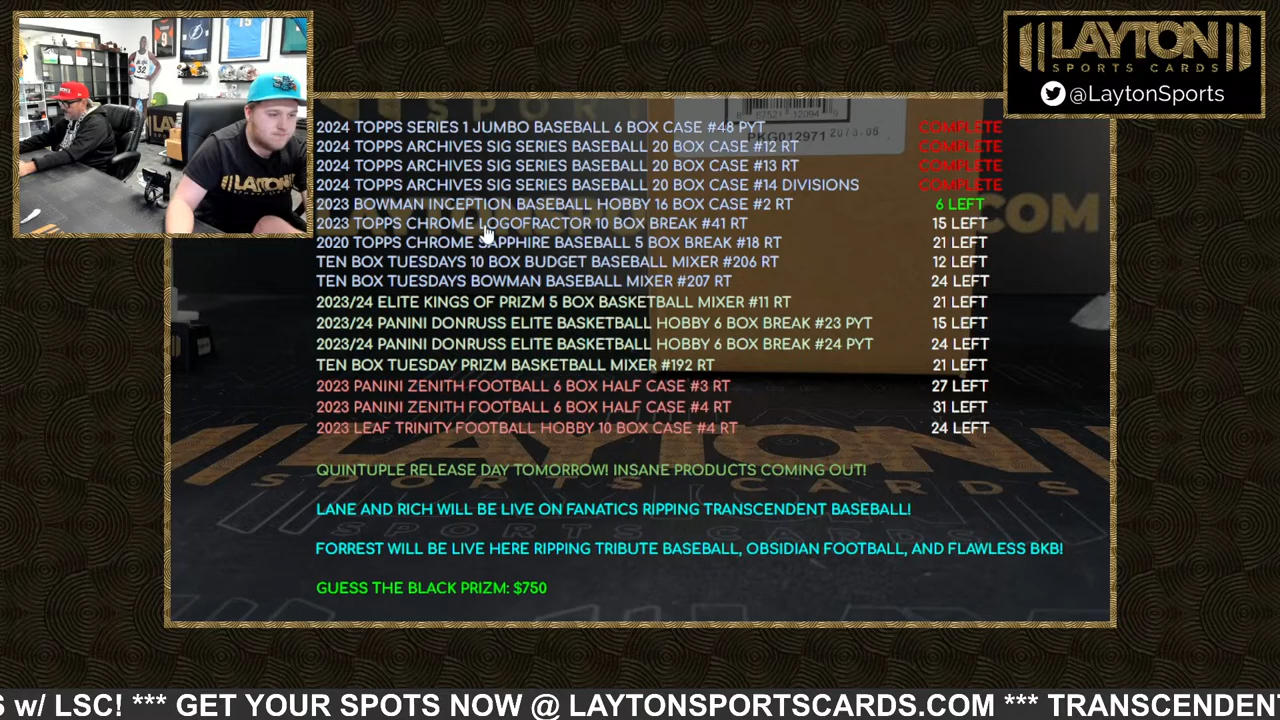 LAYTON
SPORTS CARDS
@LaytonSports
15
9
32
LAYTON
PKG012971
2024 TOPPS SERIES 1 JUMBO BASEBALL 6 BOX CASE #48 PYT COMPLETE
2024 TOPPS ARCHIVES SIG SERIES BASEBALL 20 BOX CASE #12 RT COMPLETE
2024 TOPPS ARCHIVES SIG SERIES BASEBALL 20 BOX CASE #13 RT COMPLETE
2024 TOPPS ARCHIVES SIG SERIES BASEBALL 20 BOX CASE #14 DIVISIONS COMPLETE
2023 BOWMAN INCEPTION BASEBALL HOBBY 16 BOX CASE #2 RT 6 LEFT
2023 TOPPS CHROME LOGOFRACTOR 10 BOX BREAK #41 RT 15 LEFT
2020 TOPPS CHROME SAPPHIRE BASEBALL 5 BOX BREAK #18 RT 21 LEFT
TEN BOX TUESDAYS 10 BOX BUDGET BASEBALL MIXER #206 RT 12 LEFT
TEN BOX TUESDAYS BOWMAN BASEBALL MIXER #207 RT 24 LEFT
2023/24 ELITE KINGS OF PRIZM 5 BOX BASKETBALL MIXER #11 RT 21 LEFT
2023/24 PANINI DONRUSS ELITE BASKETBALL HOBBY 6 BOX BREAK #23 PYT 15 LEFT
2023/24 PANINI DONRUSS ELITE BASKETBALL HOBBY 6 BOX BREAK #24 PYT 24 LEFT
TEN BOX TUESDAY PRIZM BASKETBALL MIXER #192 RT 21 LEFT
2023 PANINI ZENITH FOOTBALL 6 BOX HALF CASE #3 RT 27 LEFT
2023 PANINI ZENITH FOOTBALL 6 BOX HALF CASE #4 RT 31 LEFT
2023 LEAF TRINITY FOOTBALL HOBBY 10 BOX CASE #4 RT 24 LEFT
QUINTUPLE RELEASE DAY TOMORROW! INSANE PRODUCTS COMING OUT!
LANE AND RICH WILL BE LIVE ON FANATICS RIPPING TRANSCENDENT BASEBALL!
FORREST WILL BE LIVE HERE RIPPING TRIBUTE BASEBALL, OBSIDIAN FOOTBALL, AND FLAWLESS BKB!
GUESS THE BLACK PRIZM: $750
LAYTON
SPORTS CARDS
S w/ LSC! *** GET YOUR SPOTS NOW @ LAYTONSPORTSCARDS.COM *** TRANSCENDEN